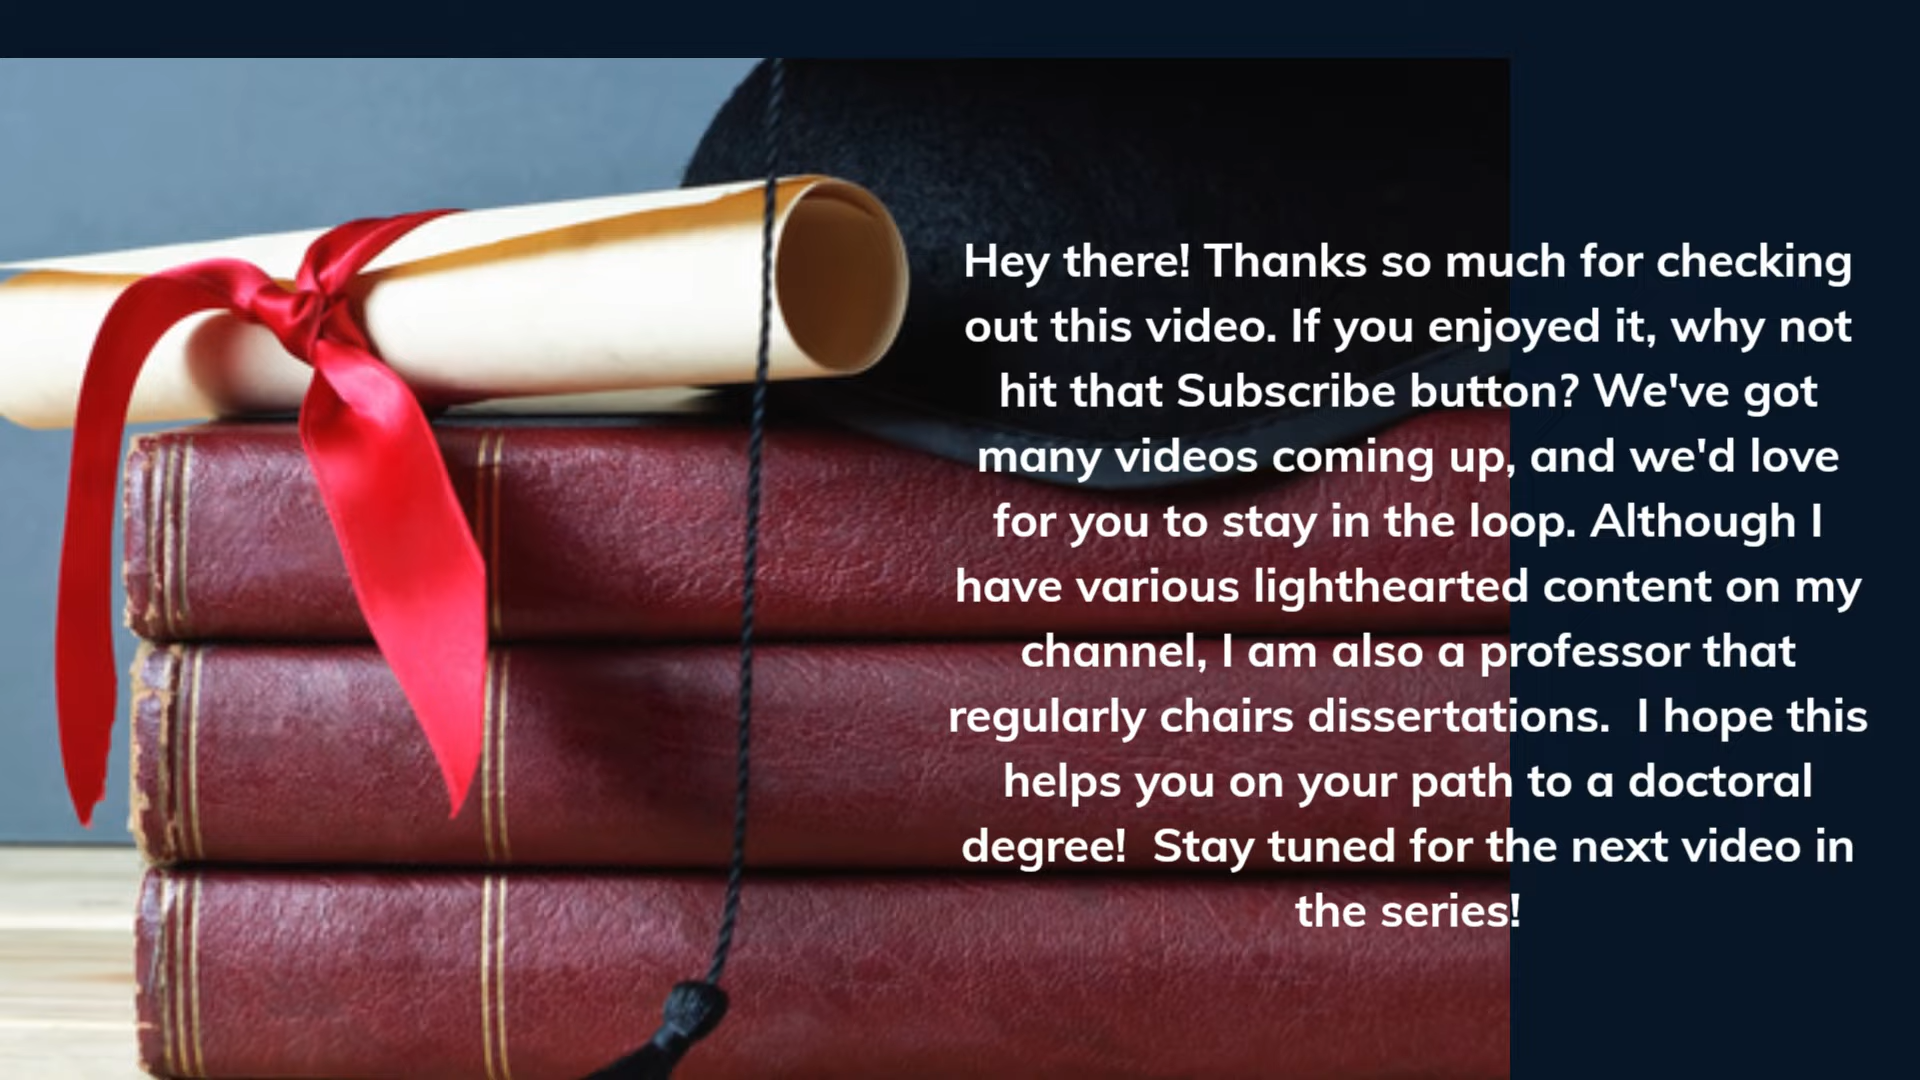 Hey there! Thanks so much for checking
out this video. If you enjoyed it, why not
hit that Subscribe button? We've got
many videos coming up, and we'd love
for you to stay in the loop. Although I
have various lighthearted content on my
channel, I am also a professor that
regularly chairs dissertations.  I hope this
helps you on your path to a doctoral
degree!  Stay tuned for the next video in
the series!